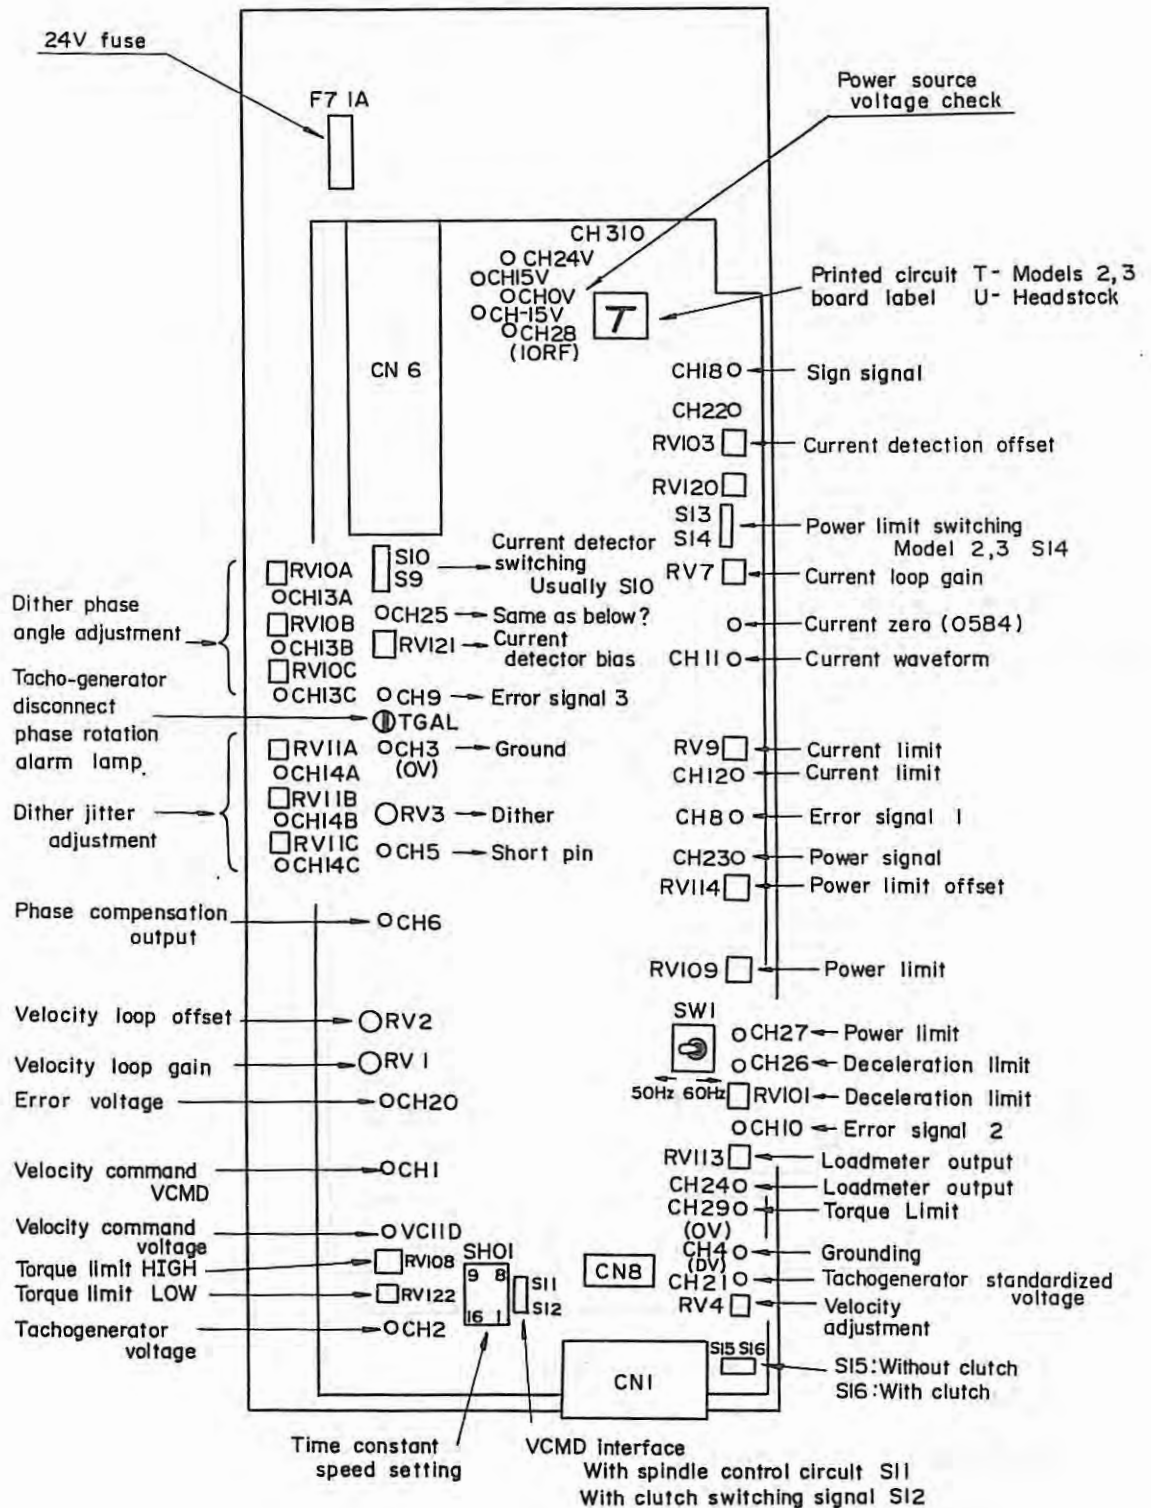 24V fuse
F7 1A
Power source
voltage check
CH310
CH24V
CH15V
CH0V
CH-15V
CH28
(10RF)
T
Printed circuit T- Models 2,3
board label U- Headstock
CN 6
CH18
Sign signal
CH22
RV103
Current detection offset
RV120
S13
S14
Power limit switching
Model 2,3 S14
RV7
Current loop gain
Current zero (0584)
CH11
Current waveform
S10
S9
Current detector
switching
Usually S10
CH25
Same as below?
RV121
Current
detector bias
Dither phase
angle adjustment
RV10A
CH13A
RV10B
CH13B
RV10C
CH13C
CH9
Error signal 3
Tacho-generator
disconnect
phase rotation
alarm lamp
TGAL
CH3
(0V)
Ground
Dither jitter
adjustment
RV11A
CH14A
RV11B
CH14B
RV11C
CH14C
RV3
Dither
CH5
Short pin
RV9
Current limit
CH12
Current limit
CH8
Error signal 1
CH23
Power signal
RV114
Power limit offset
Phase compensation
output
CH6
RV109
Power limit
Velocity loop offset
RV2
Velocity loop gain
RV 1
Error voltage
CH20
SW1
50Hz 60Hz
CH27
Power limit
CH26
Deceleration limit
RV101
Deceleration limit
CH10
Error signal 2
RV113
Loadmeter output
CH24
Loadmeter output
CH29
(0V)
Torque Limit
CH4
(DV)
Grounding
CH21
Tachogenerator standardized
voltage
RV4
Velocity
adjustment
Velocity command
VCMD
CH1
Velocity command
voltage
VC11D
Torque limit HIGH
RV108
Torque limit LOW
RV122
Tachogenerator
voltage
CH2
SH01
9 8
16 1
S11
S12
CN8
CN1
S15 S16
S15:Without clutch
S16:With clutch
Time constant
speed setting
VCMD interface
With spindle control circuit S11
With clutch switching signal S12